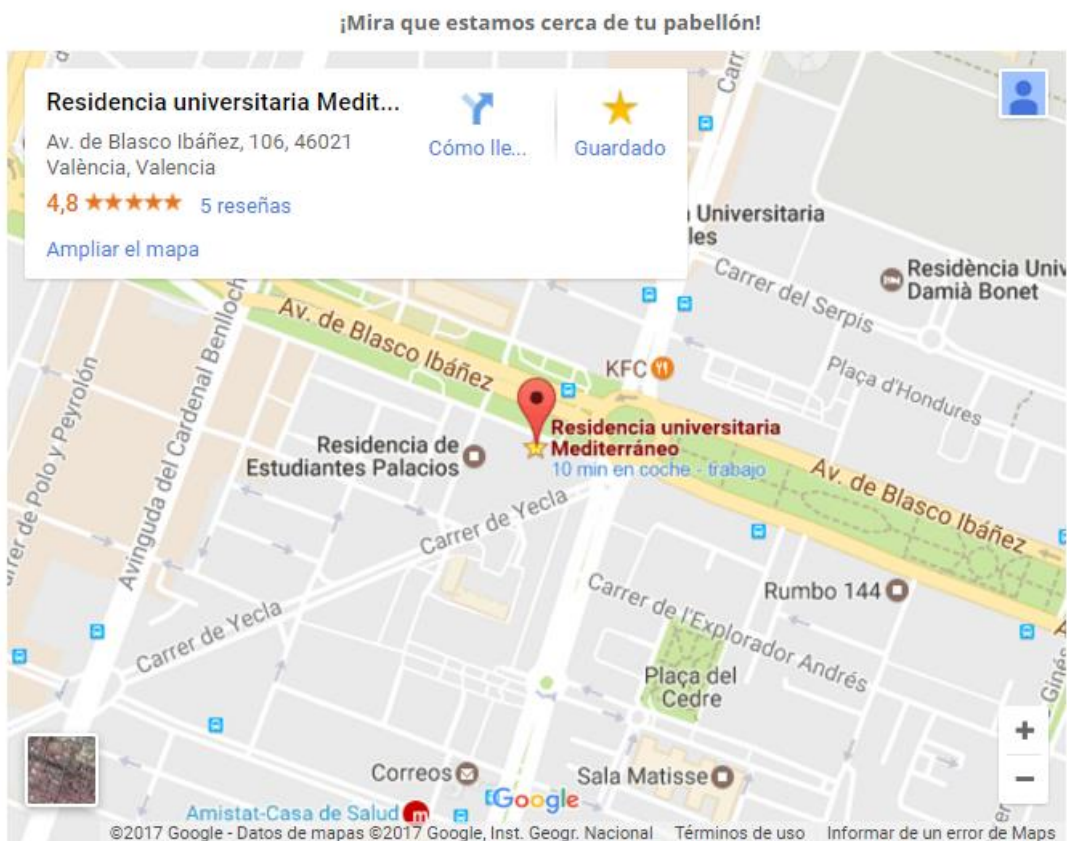 ¡Mira que estamos cerca de tu pabellón!
Residencia universitaria Medit...
Av. de Blasco Ibáñez, 106, 46021
València, Valencia
4,8
5 reseñas
Ampliar el mapa
Cómo lle...
Guardado
Universitaria
les
Carr
Carrer del Serpis
Residència Univ
Damià Bonet
Av. de Blasco Ibáñez
KFC
Plaça d'Hondures
Residencia universitaria
Mediterráneo
10 min en coche - trabajo
Residencia de
Estudiantes Palacios
Av. de Blasco Ibáñez
Avinguda del Cardenal Benlloch
rrer de Polo y Peyrolón
Carrer de Yecla
Carrer de Yecla
Rumbo 144
Carrer de l'Explorador Andrés
Plaça del
Cedre
Ginés
Correos
Sala Matisse
Google
Amistat-Casa de Salud
m
+
−
©2017 Google - Datos de mapas ©2017 Google, Inst. Geogr. Nacional
Términos de uso
Informar de un error de Maps